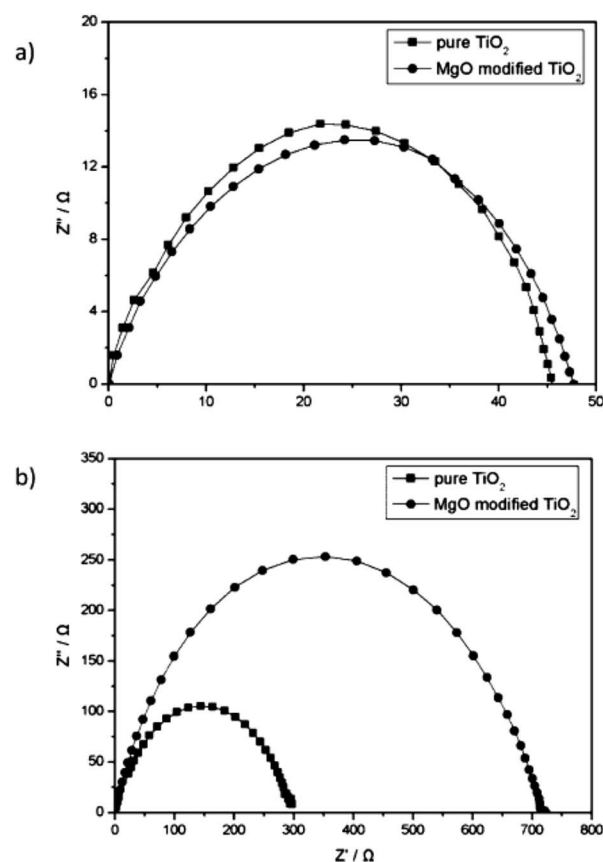 a)
20
16
12
8
4
0
Z'' / Ω
pure TiO₂
MgO modified TiO₂
0 10 20 30 40 50
b)
350
300
250
200
150
100
50
0
Z'' / Ω
pure TiO₂
MgO modified TiO₂
0 100 200 300 400 500 600 700 800
Z' / Ω